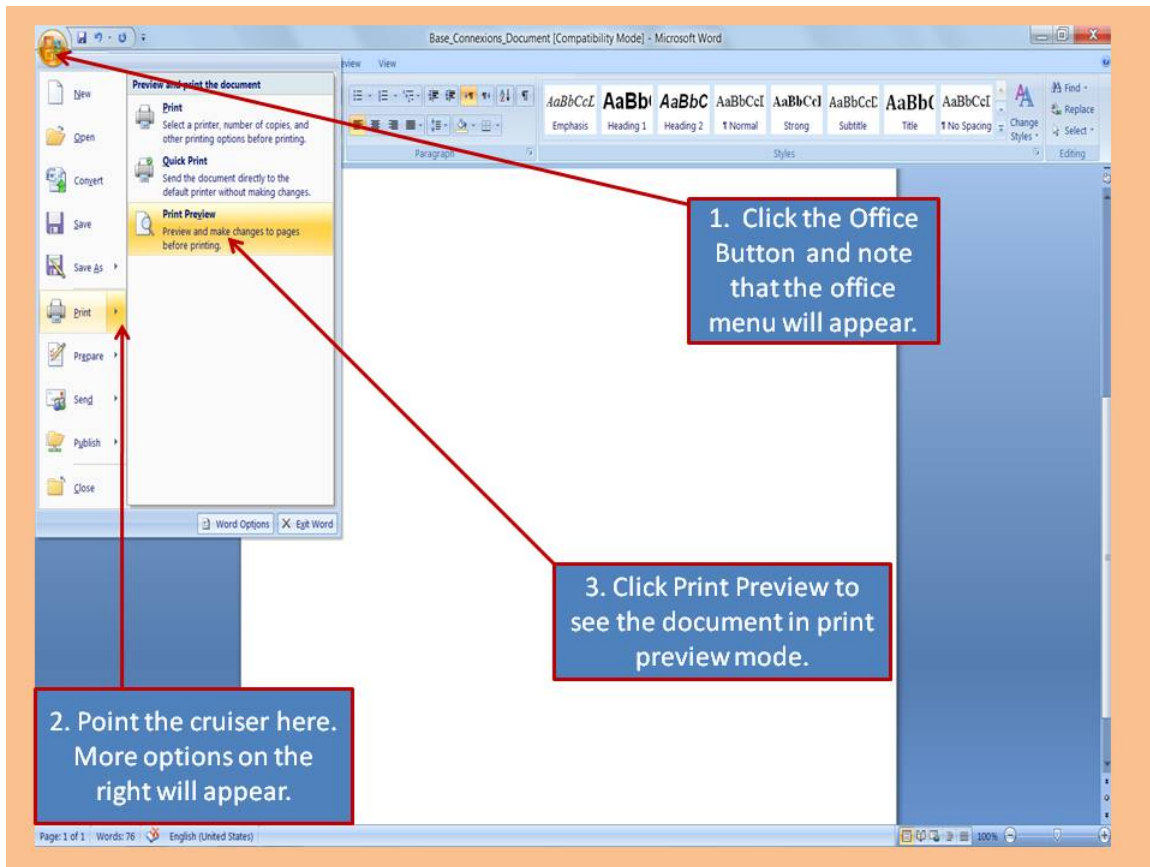 Base_Connexions_Document [Compatibility Mode] - Microsoft Word
View
New
Open
Convert
Save
Save As
Print
Prepare
Send
Publish
Close
Preview and print the document
Print
Select a printer, number of copies, and
other printing options before printing.
Quick Print
Send the document directly to the
default printer without making changes.
Print Preview
Preview and make changes to pages
before printing.
Word Options
Exit Word
Paragraph
AaBbCcL AaBb( AaBbC AaBbCcI AaBbCcI AaBbCcC AaBb( AaBbCcI
Emphasis Heading 1 Heading 2 ¶ Normal Strong Subtitle Title ¶ No Spacing
Change
Styles
Styles
Find
Replace
Select
Editing
1. Click the Office
Button and note
that the office
menu will appear.
3. Click Print Preview to
see the document in print
preview mode.
2. Point the cruiser here.
More options on the
right will appear.
Page: 1 of 1 Words: 76 English (United States)
100%